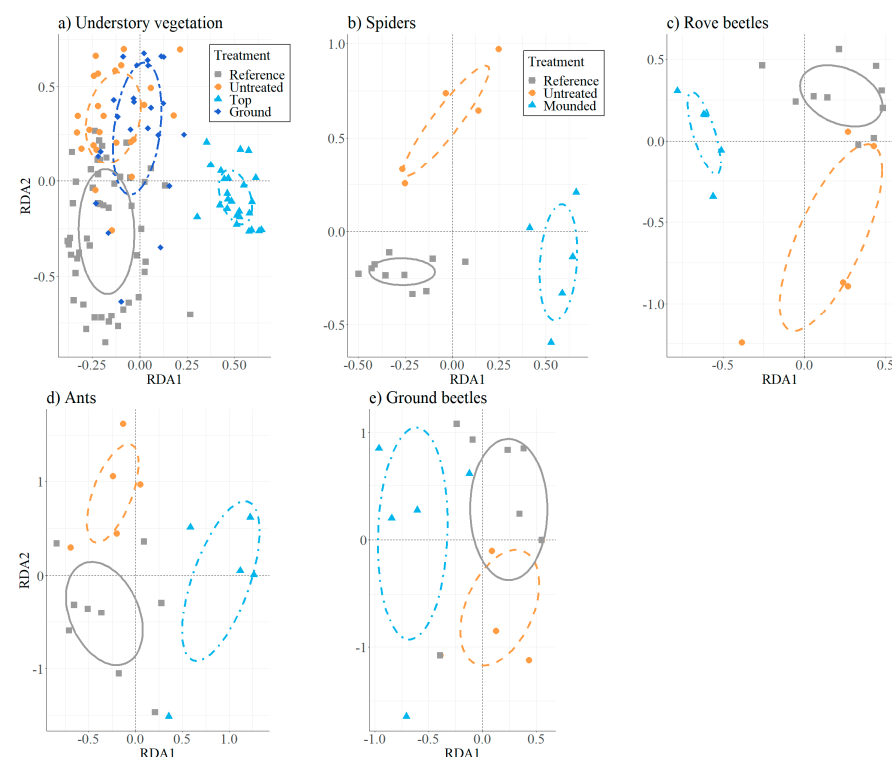 a) Understory vegetation
Treatment
Reference
Untreated
Top
Ground
0.5
0.0
-0.5
RDA2
-0.25
0.00
0.25
0.50
RDA1
b) Spiders
Treatment
Reference
Untreated
Mounded
1.0
0.5
0.0
-0.5
-0.50
-0.25
0.00
0.25
0.50
RDA1
c) Rove beetles
0.5
0.0
-0.5
-1.0
-0.5
0.0
0.5
RDA1
d) Ants
1
0
-1
RDA2
-0.5
0.0
0.5
1.0
RDA1
e) Ground beetles
1
0
-1
-1.0
-0.5
0.0
0.5
RDA1